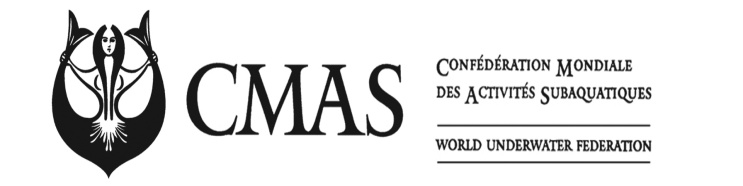 CMAS
CONFÉDÉRATION MONDIALE
DES ACTIVITÉS SUBAQUATIQUES
WORLD UNDERWATER FEDERATION